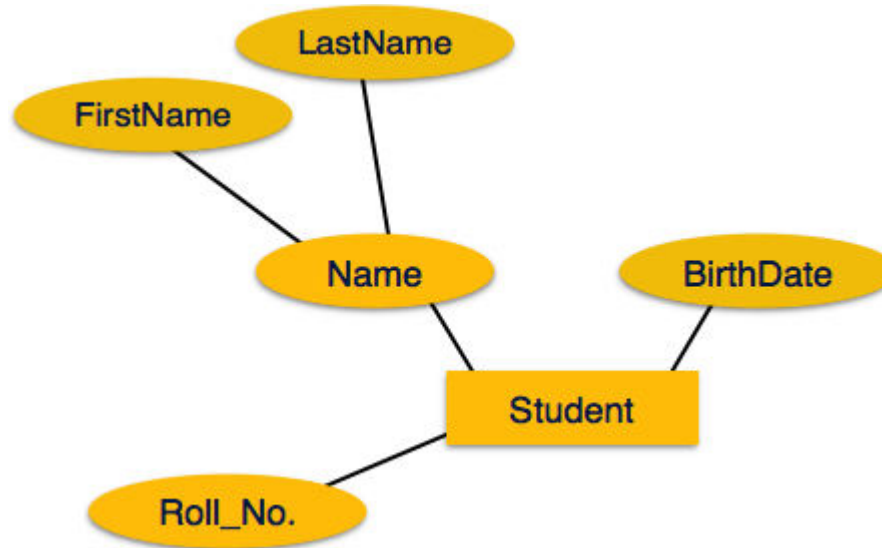 LastName
FirstName
Name
BirthDate
Student
Roll_No.